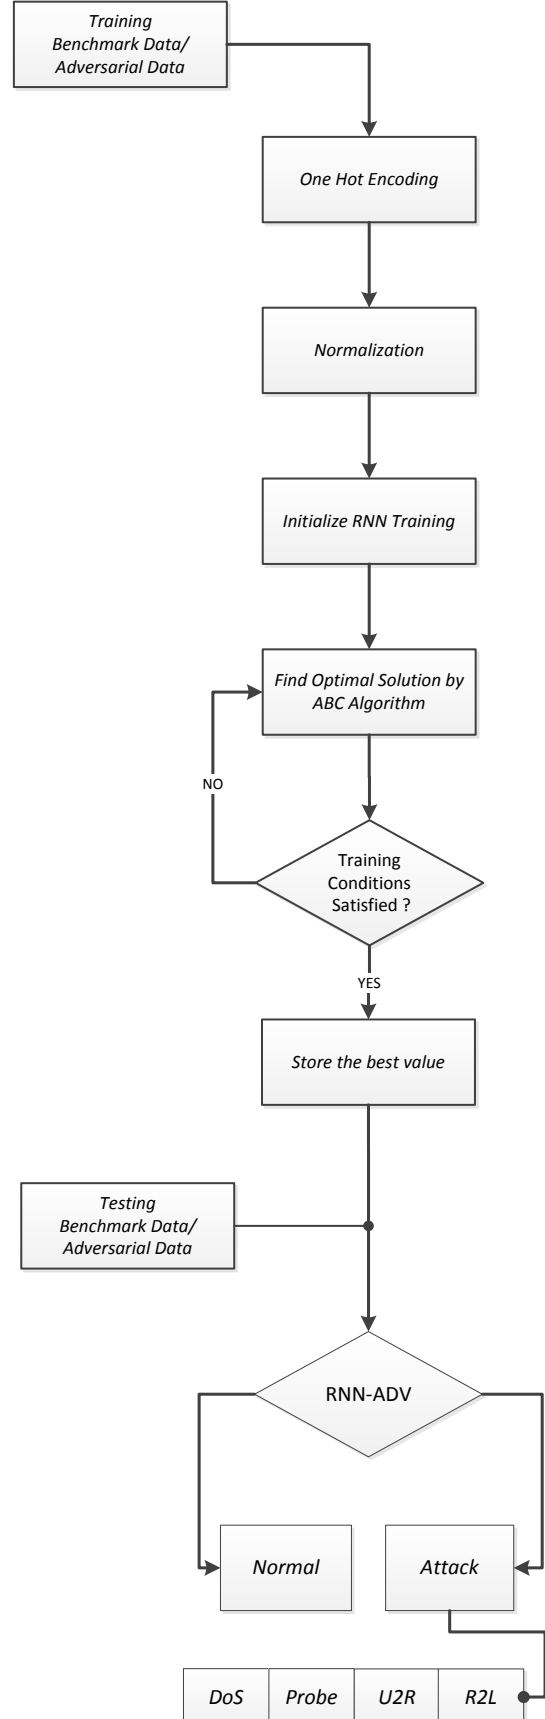 Training
Benchmark Data/
Adversarial Data
One Hot Encoding
Normalization
Initialize RNN Training
Find Optimal Solution by
ABC Algorithm
NO
Training
Conditions
Satisfied ?
YES
Store the best value
Testing
Benchmark Data/
Adversarial Data
RNN-ADV
Normal
Attack
DoS
Probe
U2R
R2L